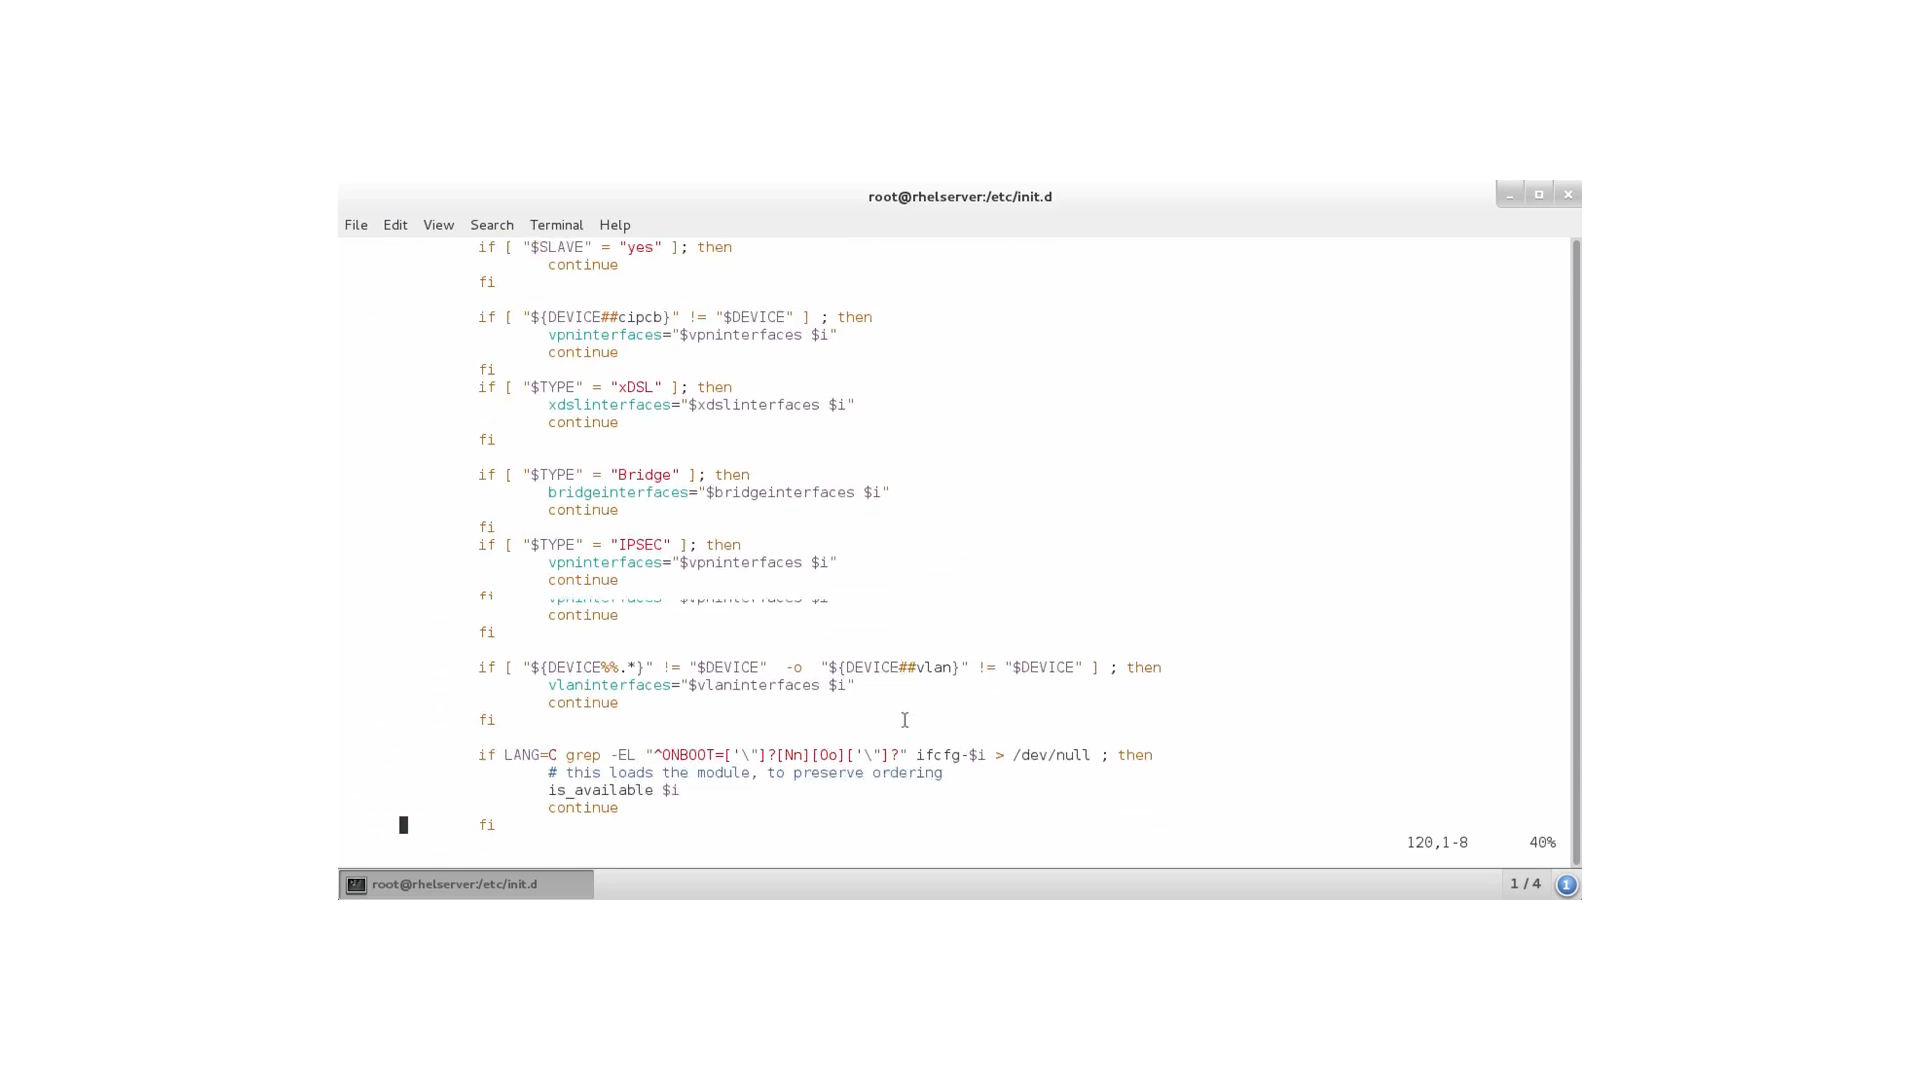 root@rhelserver:/etc/init.d
File Edit View Search Terminal Help
if [ "$SLAVE" = "yes" ]; then
continue
fi
if [ "${DEVICE##cipcb}" != "$DEVICE" ] ; then
vpninterfaces="$vpninterfaces $i"
continue
fi
if [ "$TYPE" = "xDSL" ]; then
xdslinterfaces="$xdslinterfaces $i"
continue
fi
if [ "$TYPE" = "Bridge" ]; then
bridgeinterfaces="$bridgeinterfaces $i"
continue
fi
if [ "$TYPE" = "IPSEC" ]; then
vpninterfaces="$vpninterfaces $i"
continue
fi
continue
fi
if [ "${DEVICE%%.*}" != "$DEVICE"  -o  "${DEVICE##vlan}" != "$DEVICE" ] ; then
vlaninterfaces="$vlaninterfaces $i"
continue
fi
if LANG=C grep -EL "^ONBOOT=['\"]?[Nn][Oo]['\"]?" ifcfg-$i > /dev/null ; then
# this loads the module, to preserve ordering
is_available $i
continue
fi
120,1-8 40%
root@rhelserver:/etc/init.d 1 / 4 1